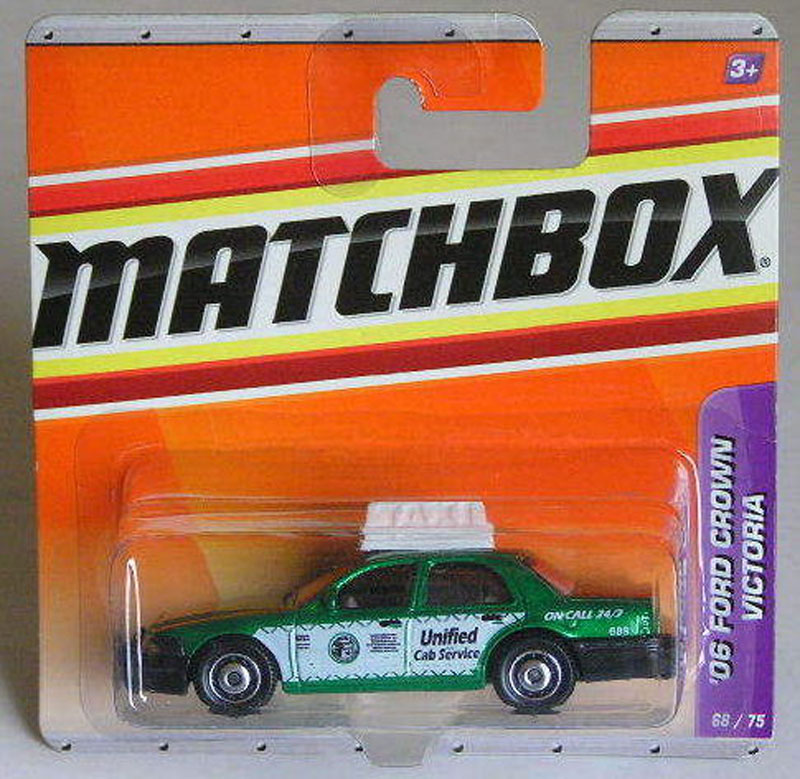 3+
MATCHBOX®
'06 FORD CROWN
VICTORIA
68 / 75
TAXI
ON CALL 24/7
Unified
Cab Service